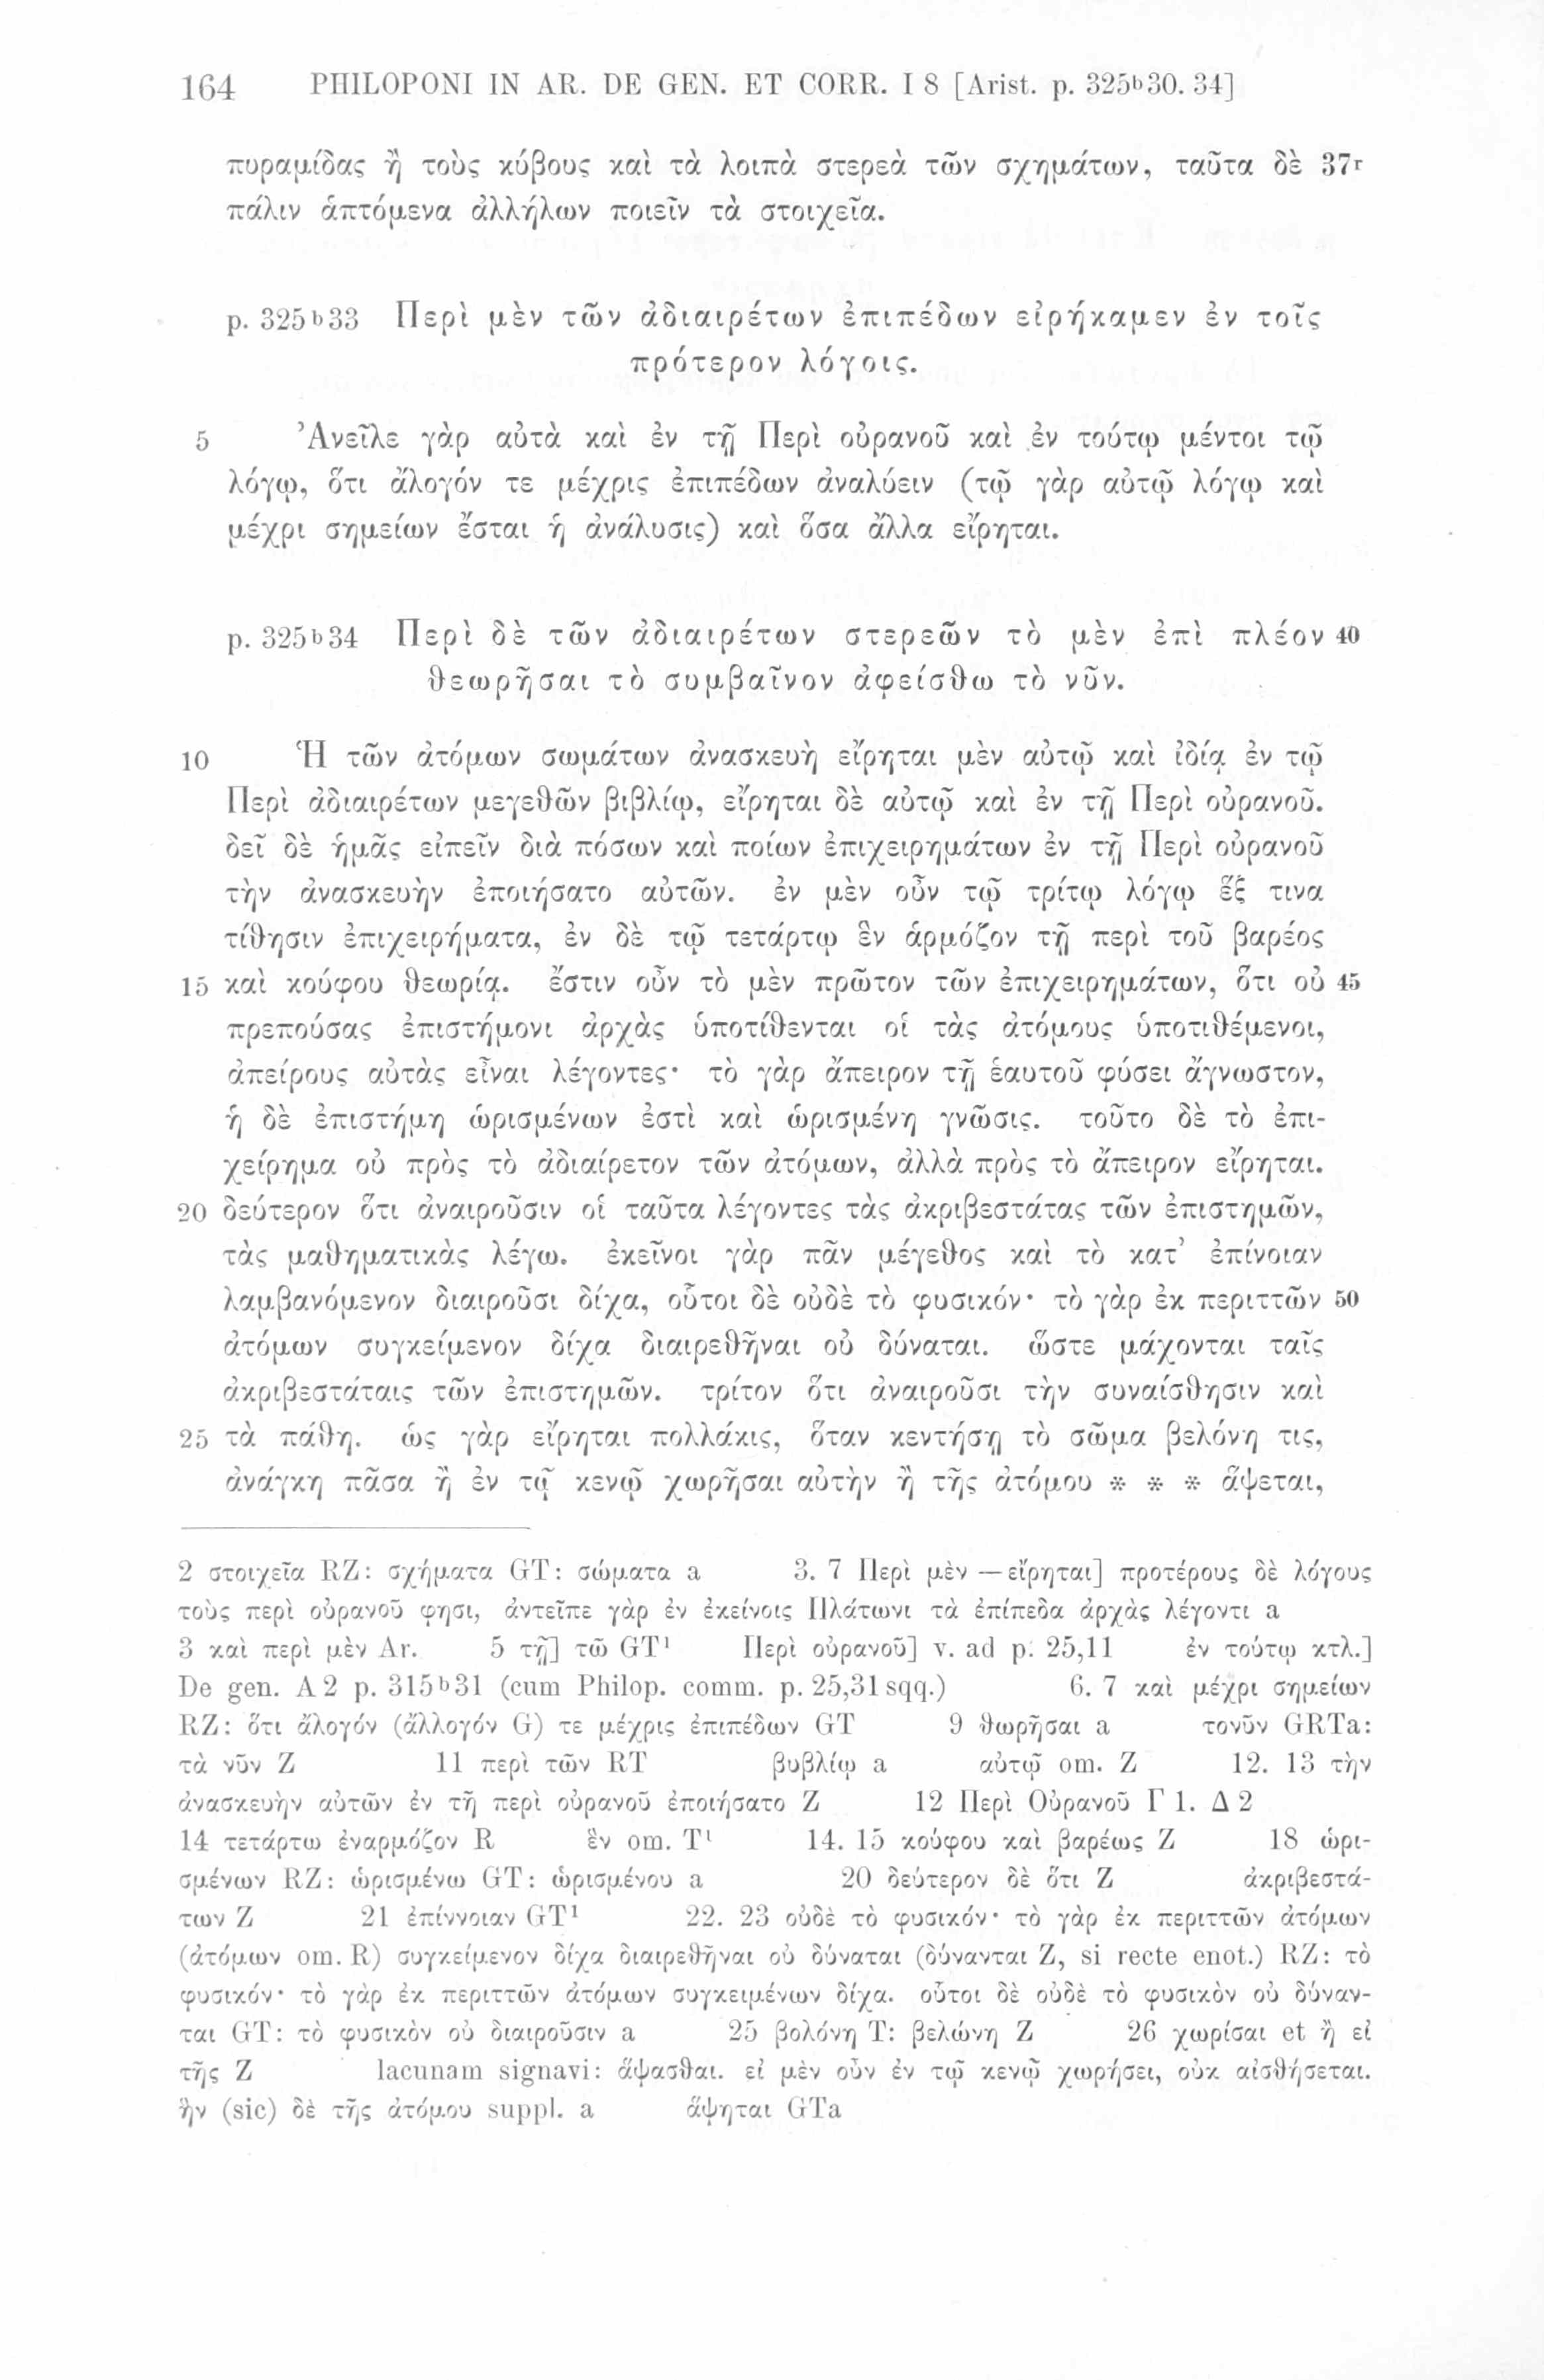 164 PHILOPONI IN AR. DE GEN. ET CORR. I 8 [Arist. p. 325b30. 34]
πυραμίδας ἢ τοὺς κύβους καὶ τὰ λοιπὰ στερεὰ τῶν σχημάτων, ταῦτα δὲ 37r
πάλιν ἁπτόμενα ἀλλήλων ποιεῖν τὰ στοιχεῖα.
p. 325b33 Περὶ μὲν τῶν ἀδιαιρέτων ἐπιπέδων εἰρήκαμεν ἐν τοῖς
πρότερον λόγοις.
5 Ἀνεῖλε γὰρ αὐτὰ καὶ ἐν τῇ Περὶ οὐρανοῦ καὶ ἐν τούτῳ μέντοι τῷ
λόγῳ, ὅτι ἄλογόν τε μέχρις ἐπιπέδων ἀναλύειν (τῷ γὰρ αὐτῷ λόγῳ καὶ
μέχρι σημείων ἔσται ἡ ἀνάλυσις) καὶ ὅσα ἄλλα εἴρηται.
p. 325b34 Περὶ δὲ τῶν ἀδιαιρέτων στερεῶν τὸ μὲν ἐπὶ πλέον 40
θεωρῆσαι τὸ συμβαῖνον ἀφείσθω τὸ νῦν.
10 Ἡ τῶν ἀτόμων σωμάτων ἀνασκευὴ εἴρηται μὲν αὐτῷ καὶ ἰδίᾳ ἐν τῷ
Περὶ ἀδιαιρέτων μεγεθῶν βιβλίῳ, εἴρηται δὲ αὐτῷ καὶ ἐν τῇ Περὶ οὐρανοῦ.
δεῖ δὲ ἡμᾶς εἰπεῖν διὰ πόσων καὶ ποίων ἐπιχειρημάτων ἐν τῇ Περὶ οὐρανοῦ
τὴν ἀνασκευὴν ἐποιήσατο αὐτῶν. ἐν μὲν οὖν τῷ τρίτῳ λόγῳ ἕξ τινα
τίθησιν ἐπιχειρήματα, ἐν δὲ τῷ τετάρτῳ ἓν ἁρμόζον τῇ περὶ τοῦ βαρέος
15 καὶ κούφου θεωρίᾳ. ἔστιν οὖν τὸ μὲν πρῶτον τῶν ἐπιχειρημάτων, ὅτι οὐ 45
πρεπούσας ἐπιστήμονι ἀρχὰς ὑποτίθενται οἱ τὰς ἀτόμους ὑποτιθέμενοι,
ἀπείρους αὐτὰς εἶναι λέγοντες· τὸ γὰρ ἄπειρον τῇ ἑαυτοῦ φύσει ἄγνωστον,
ἡ δὲ ἐπιστήμη ὡρισμένων ἐστὶ καὶ ὡρισμένη γνῶσις. τοῦτο δὲ τὸ ἐπι-
χείρημα οὐ πρὸς τὸ ἀδιαίρετον τῶν ἀτόμων, ἀλλὰ πρὸς τὸ ἄπειρον εἴρηται.
20 δεύτερον ὅτι ἀναιροῦσιν οἱ ταῦτα λέγοντες τὰς ἀκριβεστάτας τῶν ἐπιστημῶν,
τὰς μαθηματικὰς λέγω. ἐκεῖνοι γὰρ πᾶν μέγεθος καὶ τὸ κατ’ ἐπίνοιαν
λαμβανόμενον διαιροῦσι δίχα, οὗτοι δὲ οὐδὲ τὸ φυσικόν· τὸ γὰρ ἐκ περιττῶν 50
ἀτόμων συγκείμενον δίχα διαιρεθῆναι οὐ δύναται. ὥστε μάχονται ταῖς
ἀκριβεστάταις τῶν ἐπιστημῶν. τρίτον ὅτι ἀναιροῦσι τὴν συναίσθησιν καὶ
25 τὰ πάθη. ὡς γὰρ εἴρηται πολλάκις, ὅταν κεντήσῃ τὸ σῶμα βελόνη τις,
ἀνάγκη πᾶσα ἢ ἐν τῷ κενῷ χωρῆσαι αὐτὴν ἢ τῆς ἀτόμου * * * ἅψεται,
2 στοιχεῖα RZ: σχήματα GT: σώματα a 3. 7 Περὶ μὲν — εἴρηται] προτέρους δὲ λόγους
τοὺς περὶ οὐρανοῦ φησι, ἀντεῖπε γὰρ ἐν ἐκείνοις Πλάτωνι τὰ ἐπίπεδα ἀρχὰς λέγοντι a
3 καὶ περὶ μὲν Ar. 5 τῇ] τῶ GT1 Περὶ οὐρανοῦ] v. ad p. 25,11 ἐν τούτῳ κτλ.]
De gen. A 2 p. 315b31 (cum Philop. comm. p. 25,31 sqq.) 6. 7 καὶ μέχρι σημείων
RZ: ὅτι ἄλογόν (ἄλλογόν G) τε μέχρις ἐπιπέδων GT 9 θωρῆσαι a τονῦν GRTa:
τὰ νῦν Z 11 περὶ τῶν RT βυβλίῳ a αὐτῷ om. Z 12. 13 τὴν
ἀνασκευὴν αὐτῶν ἐν τῇ περὶ οὐρανοῦ ἐποιήσατο Z 12 Περὶ Οὐρανοῦ Γ 1. Δ 2
14 τετάρτω ἐναρμόζον R ἓν om. T1 14. 15 κούφου καὶ βαρέως Z 18 ὡρι-
σμένων RZ: ὡρισμένω GT: ὡρισμένου a 20 δεύτερον δὲ ὅτι Z ἀκριβεστά-
των Z 21 ἐπίννοιαν GT1 22. 23 οὐδὲ τὸ φυσικόν· τὸ γὰρ ἐκ περιττῶν ἀτόμων
(ἀτόμων om. R) συγκείμενον δίχα διαιρεθῆναι οὐ δύναται (δύνανται Z, si recte enot.) RZ: τὸ
φυσικόν· τὸ γὰρ ἐκ περιττῶν ἀτόμων συγκειμένων δίχα. οὗτοι δὲ οὐδὲ τὸ φυσικὸν οὐ δύναν-
ται GT: τὸ φυσικὸν οὐ διαιροῦσιν a 25 βολόνη T: βελώνη Z 26 χωρίσαι et ἢ εἰ
τῆς Z lacunam signavi: ἅψασθαι. εἰ μὲν οὖν ἐν τῷ κενῷ χωρήσει, οὐκ αἰσθήσεται.
ἢν (sic) δὲ τῆς ἀτόμου suppl. a ἅψηται GTa